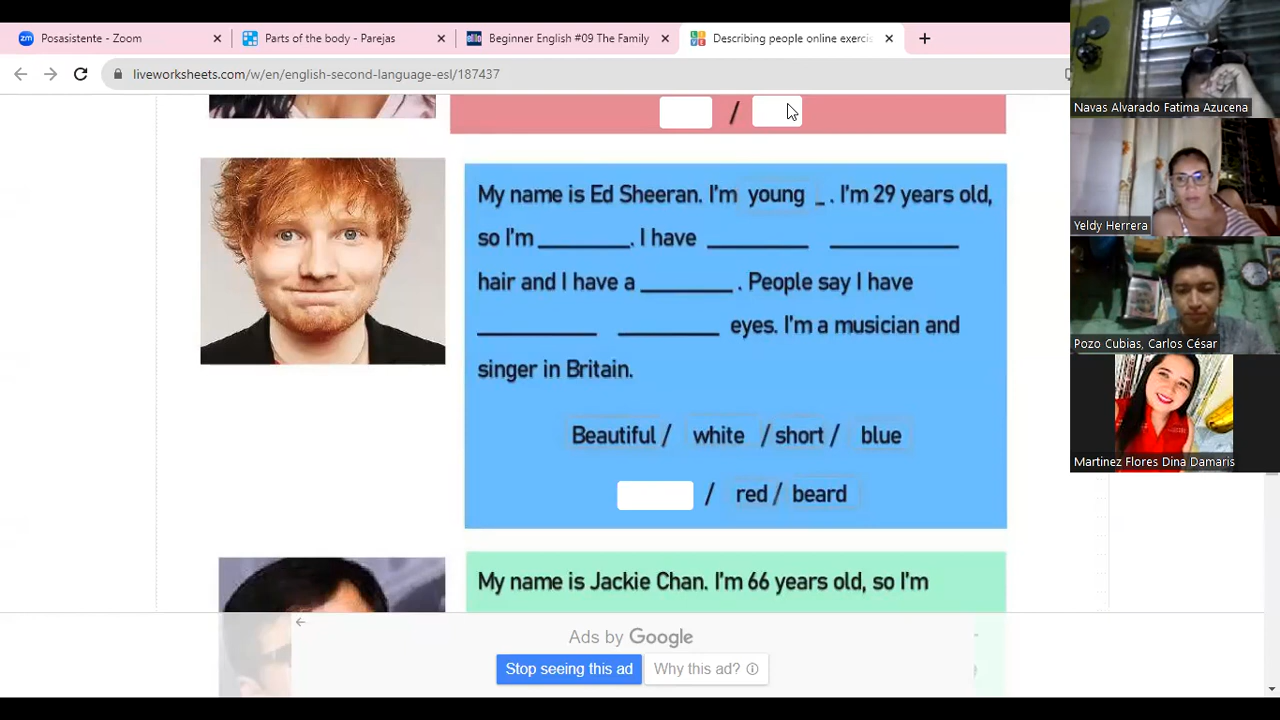 Posasistente - Zoom
Parts of the body - Parejas
Beginner English #09 The Family
Describing people online exercis
liveworksheets.com/w/en/english-second-language-esl/187437
/
My name is Ed Sheeran. I'm young _ . I'm 29 years old,
so I'm ________. I have _________ ___________
hair and I have a ________ . People say I have
__________ _________ eyes. I'm a musician and
singer in Britain.
Beautiful / white / short / blue
/ red / beard
My name is Jackie Chan. I'm 66 years old, so I'm
Ads by Google
Stop seeing this ad
Why this ad?
Navas Alvarado Fatima Azucena
Yeldy Herrera
Pozo Cubias, Carlos César
Martinez Flores Dina Damaris